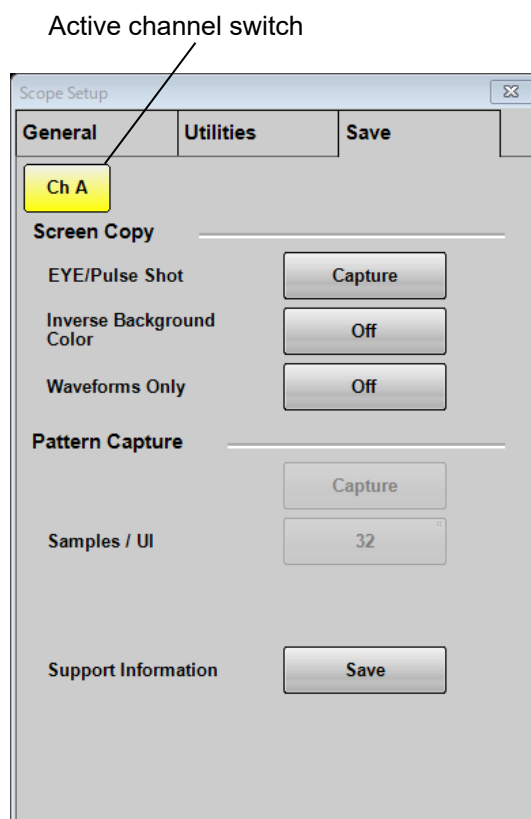 Active channel switch
Scope Setup
General Utilities Save
Ch A
Screen Copy
EYE/Pulse Shot Capture
Inverse Background
Color Off
Waveforms Only Off
Pattern Capture
Capture
Samples / UI 32
Support Information Save